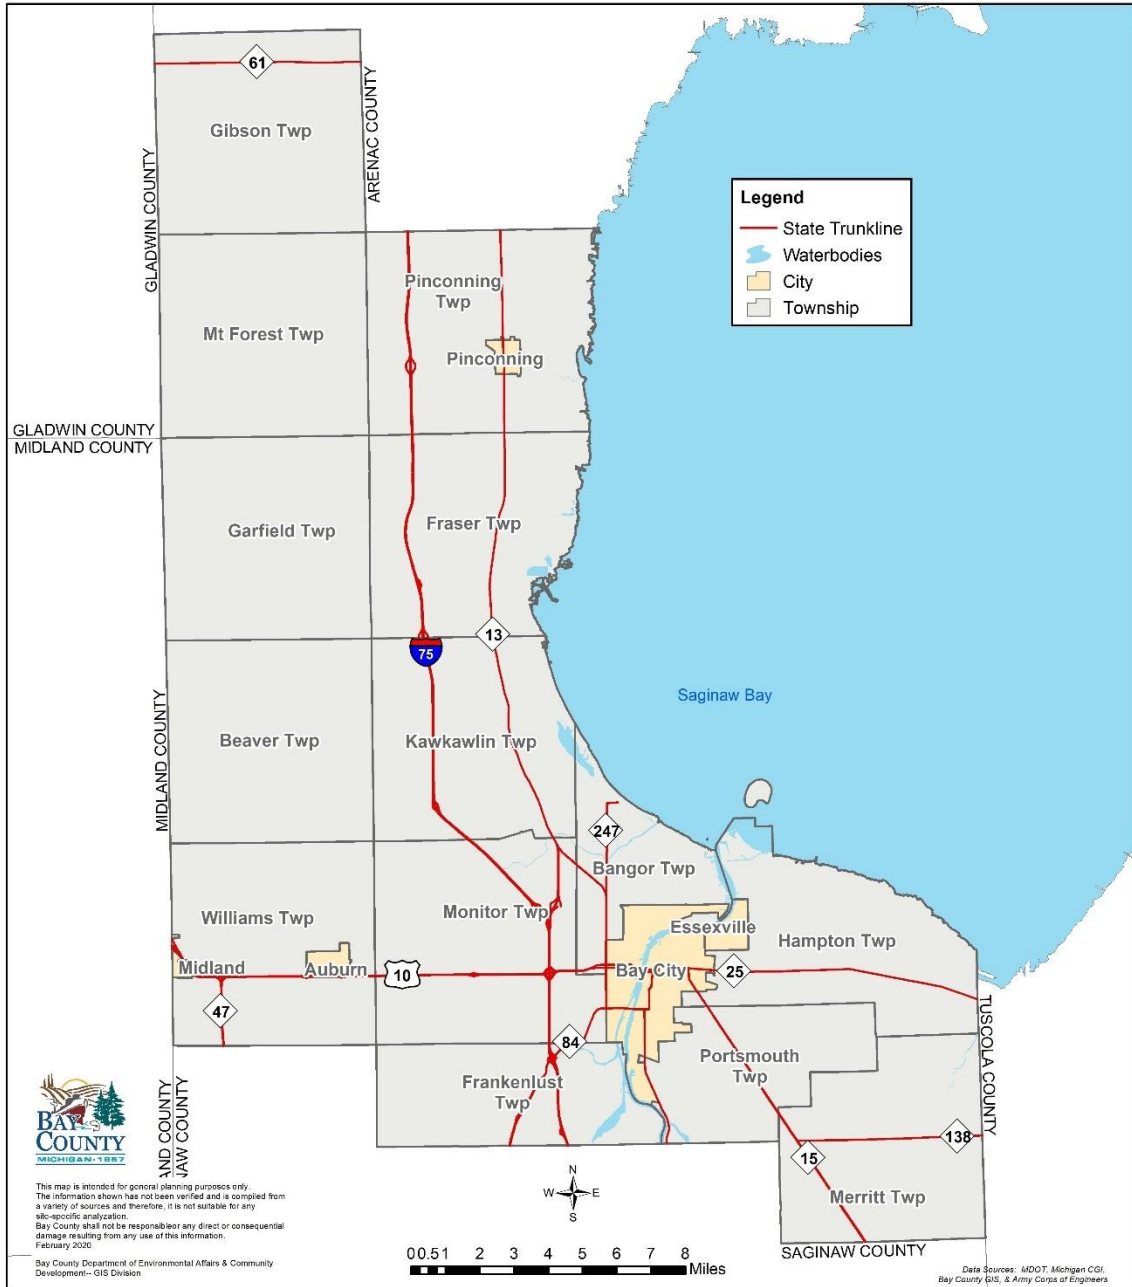 61
Gibson Twp
ARENAC COUNTY
GLADWIN COUNTY
Legend
State Trunkline
Waterbodies
City
Township
Pinconning
Twp
Mt Forest Twp
Pinconning
GLADWIN COUNTY
MIDLAND COUNTY
Garfield Twp
Fraser Twp
13
75
Saginaw Bay
MIDLAND COUNTY
Beaver Twp
Kawkawlin Twp
247
Bangor Twp
Williams Twp
Monitor Twp
Essexville
Hampton Twp
Midland
Auburn
10
Bay City
25
47
84
TUSCOLA COUNTY
Portsmouth
Twp
Frankenlust
Twp
138
15
Merritt Twp
SAGINAW COUNTY
AND COUNTY
NAW COUNTY
BAY
COUNTY
MICHIGAN-1857
This map is intended for general planning purposes only.
The information shown has not been verified and is compiled from
a variety of sources and therefore, it is not suitable for any
site-specific analyzation.
Bay County shall not be responsibleor any direct or consequential
damage resulting from any use of this information.
February 2020
Bay County Department of Environmental Affairs & Community
Development-- GIS Division
N
W E
S
0 0.5 1 2 3 4 5 6 7 8
Miles
Data Sources: MDOT, Michigan CGI,
Bay County GIS, & Army Corps of Engineers